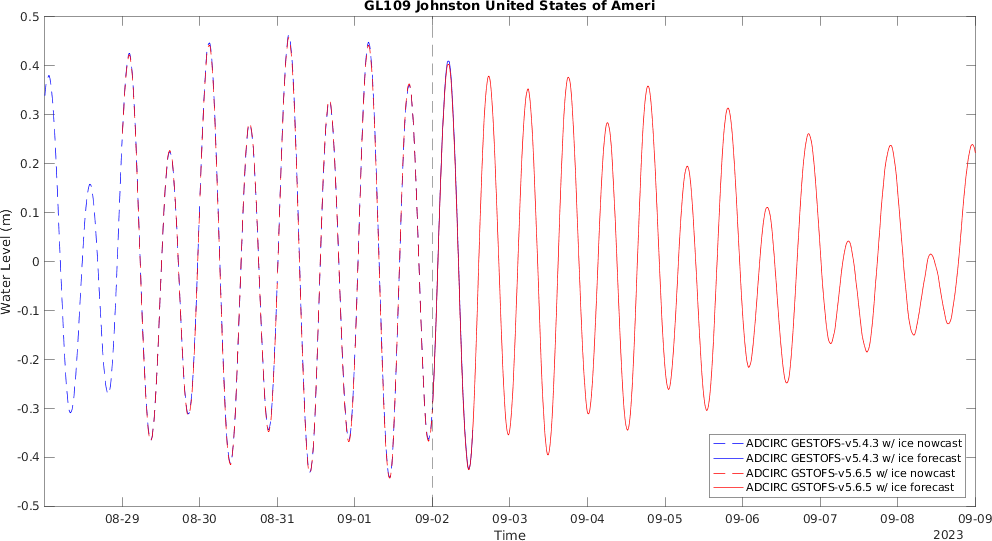 GL109 Johnston United States of Ameri
0.5
0.4
0.3
0.2
0.1
0
-0.1
-0.2
-0.3
-0.4
-0.5
Water Level (m)
ADCIRC GESTOFS-v5.4.3 w/ ice nowcast
ADCIRC GESTOFS-v5.4.3 w/ ice forecast
ADCIRC GSTOFS-v5.6.5 w/ ice nowcast
ADCIRC GSTOFS-v5.6.5 w/ ice forecast
08-29 08-30 08-31 09-01 09-02 09-03 09-04 09-05 09-06 09-07 09-08 09-09
Time
2023